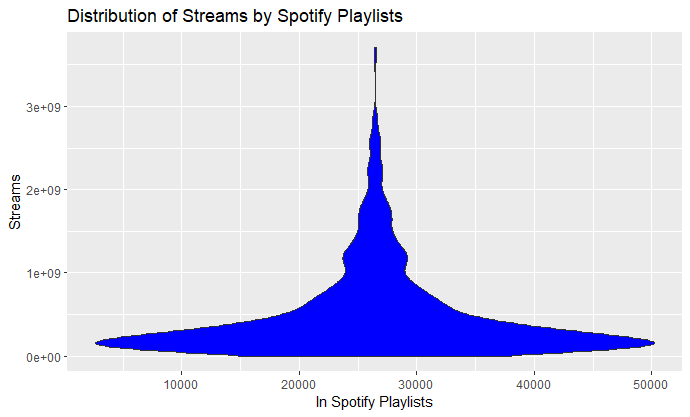 Distribution of Streams by Spotify Playlists
Streams
3e+09
2e+09
1e+09
0e+00
10000 20000 30000 40000 50000
In Spotify Playlists